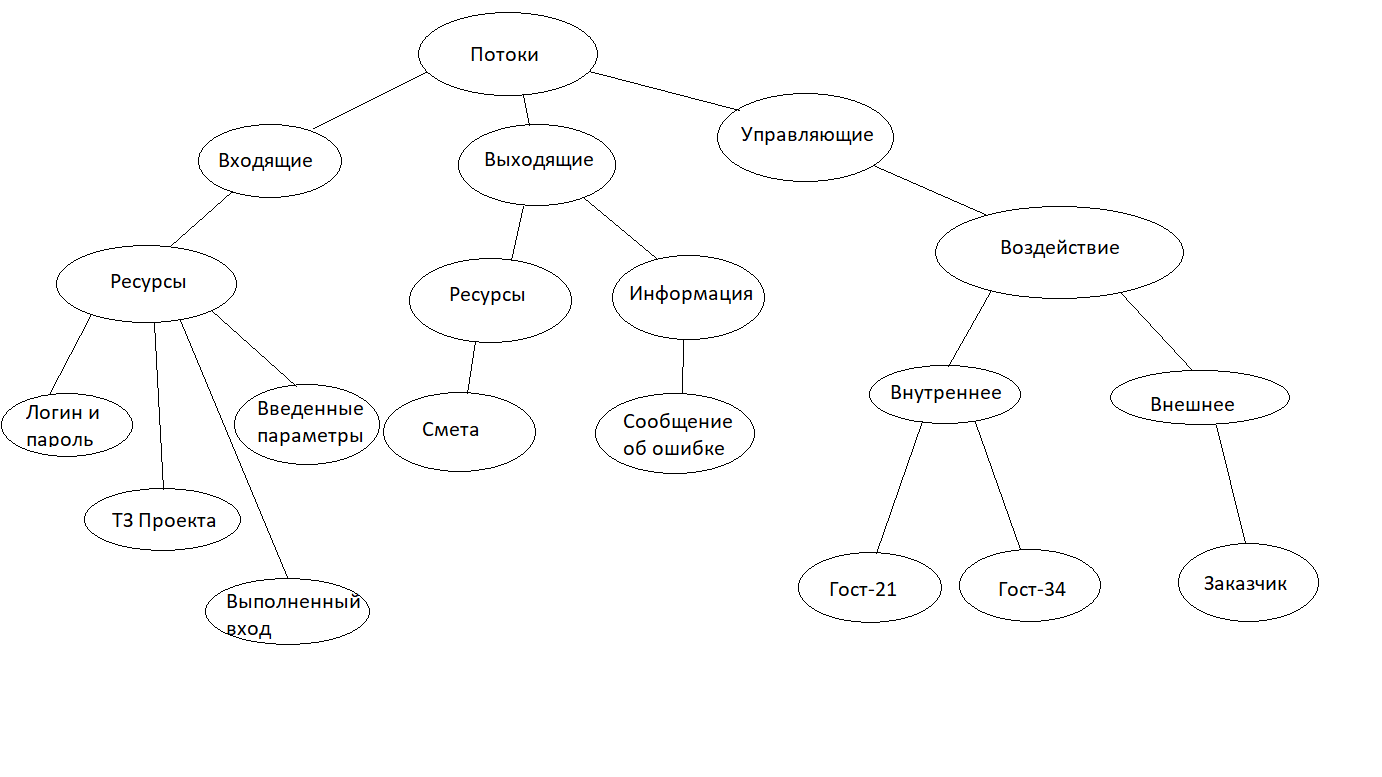 Потоки
Входящие
Выходящие
Управляющие
Ресурсы
Ресурсы
Информация
Воздействие
Логин и
пароль
Введенные
параметры
Смета
Сообщение
об ошибке
Внутреннее
Внешнее
ТЗ Проекта
Выполненный
вход
Гост-21
Гост-34
Заказчик